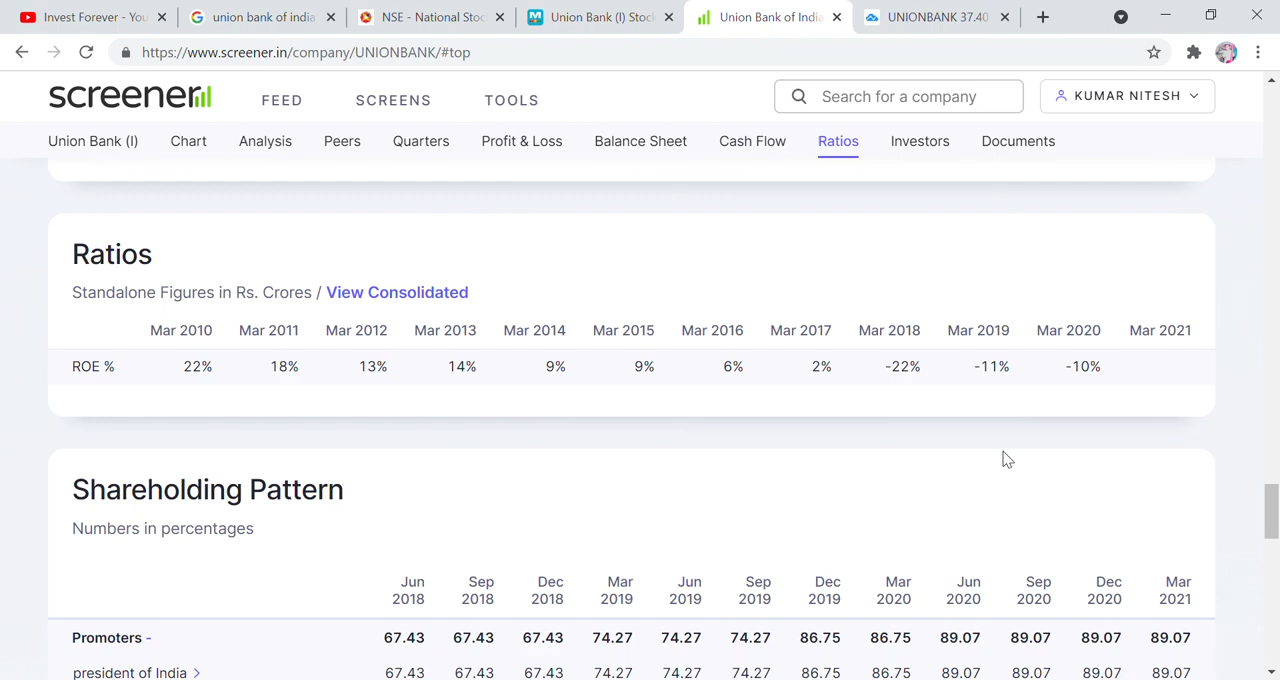 Invest Forever - You
union bank of india
NSE - National Stoc
Union Bank (I) Stoc
Union Bank of India
UNIONBANK 37.40
https://www.screener.in/company/UNIONBANK/#top
screener
FEED SCREENS TOOLS
Search for a company
KUMAR NITESH
Union Bank (I) Chart Analysis Peers Quarters Profit & Loss Balance Sheet Cash Flow Ratios Investors Documents
Ratios
Standalone Figures in Rs. Crores / View Consolidated
Mar 2010 Mar 2011 Mar 2012 Mar 2013 Mar 2014 Mar 2015 Mar 2016 Mar 2017 Mar 2018 Mar 2019 Mar 2020 Mar 2021
ROE % 22% 18% 13% 14% 9% 9% 6% 2% -22% -11% -10%
Shareholding Pattern
Numbers in percentages
Jun Sep Dec Mar Jun Sep Dec Mar Jun Sep Dec Mar
2018 2018 2018 2019 2019 2019 2019 2020 2020 2020 2020 2021
Promoters - 67.43 67.43 67.43 74.27 74.27 74.27 86.75 86.75 89.07 89.07 89.07 89.07
president of India > 67.43 67.43 67.43 74.27 74.27 74.27 86.75 86.75 89.07 89.07 89.07 89.07